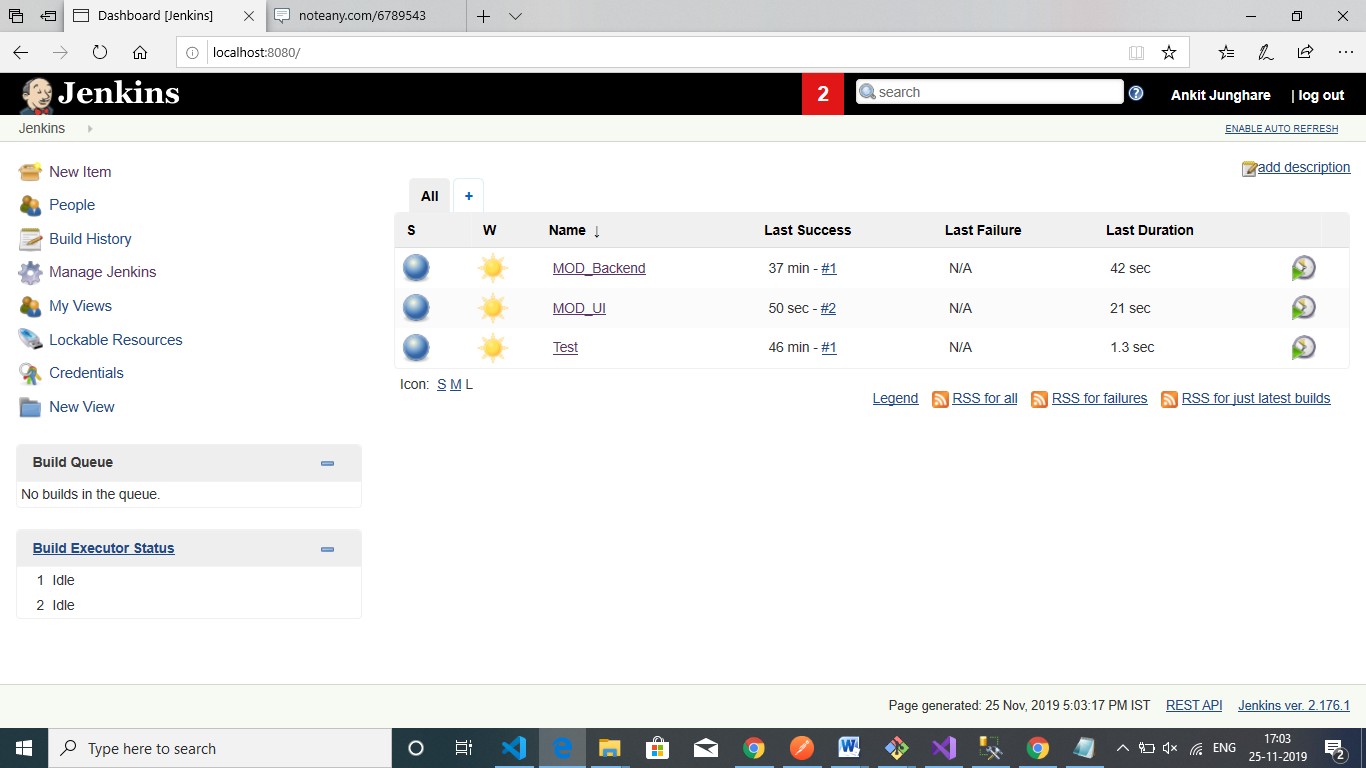 Dashboard [Jenkins]
noteany.com/6789543
localhost:8080/
Jenkins
2
search
Ankit Junghare
| log out
Jenkins
ENABLE AUTO REFRESH
New Item
People
Build History
Manage Jenkins
My Views
Lockable Resources
Credentials
New View
Build Queue
No builds in the queue.
Build Executor Status
1 Idle
2 Idle
add description
All +
S W Name ↓ Last Success Last Failure Last Duration
MOD_Backend 37 min - #1 N/A 42 sec
MOD_UI 50 sec - #2 N/A 21 sec
Test 46 min - #1 N/A 1.3 sec
Icon: S M L
Legend RSS for all RSS for failures RSS for just latest builds
Page generated: 25 Nov, 2019 5:03:17 PM IST REST API Jenkins ver. 2.176.1
Type here to search
ENG
17:03
25-11-2019
2